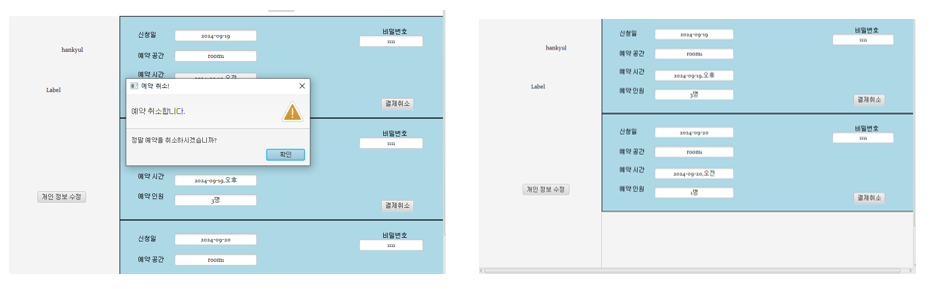 hankyul
Label
개인 정보 수정
신청일
2024-09-19
비밀번호
1111
예약 공간
room1
예약 시간
2024-09-19,오전
결제취소
예약 취소!
예약 취소합니다.
정말 예약을 취소하시겠습니까?
확인
비밀번호
1111
예약 시간
2024-09-19,오후
예약 인원
3명
결제취소
신청일
2024-09-20
비밀번호
1111
예약 공간
room1
hankyul
Label
개인 정보 수정
신청일
2024-09-19
비밀번호
1111
예약 공간
room1
예약 시간
2024-09-19,오후
예약 인원
3명
결제취소
신청일
2024-09-20
비밀번호
1111
예약 공간
room1
예약 시간
2024-09-20,오전
예약 인원
1명
결제취소